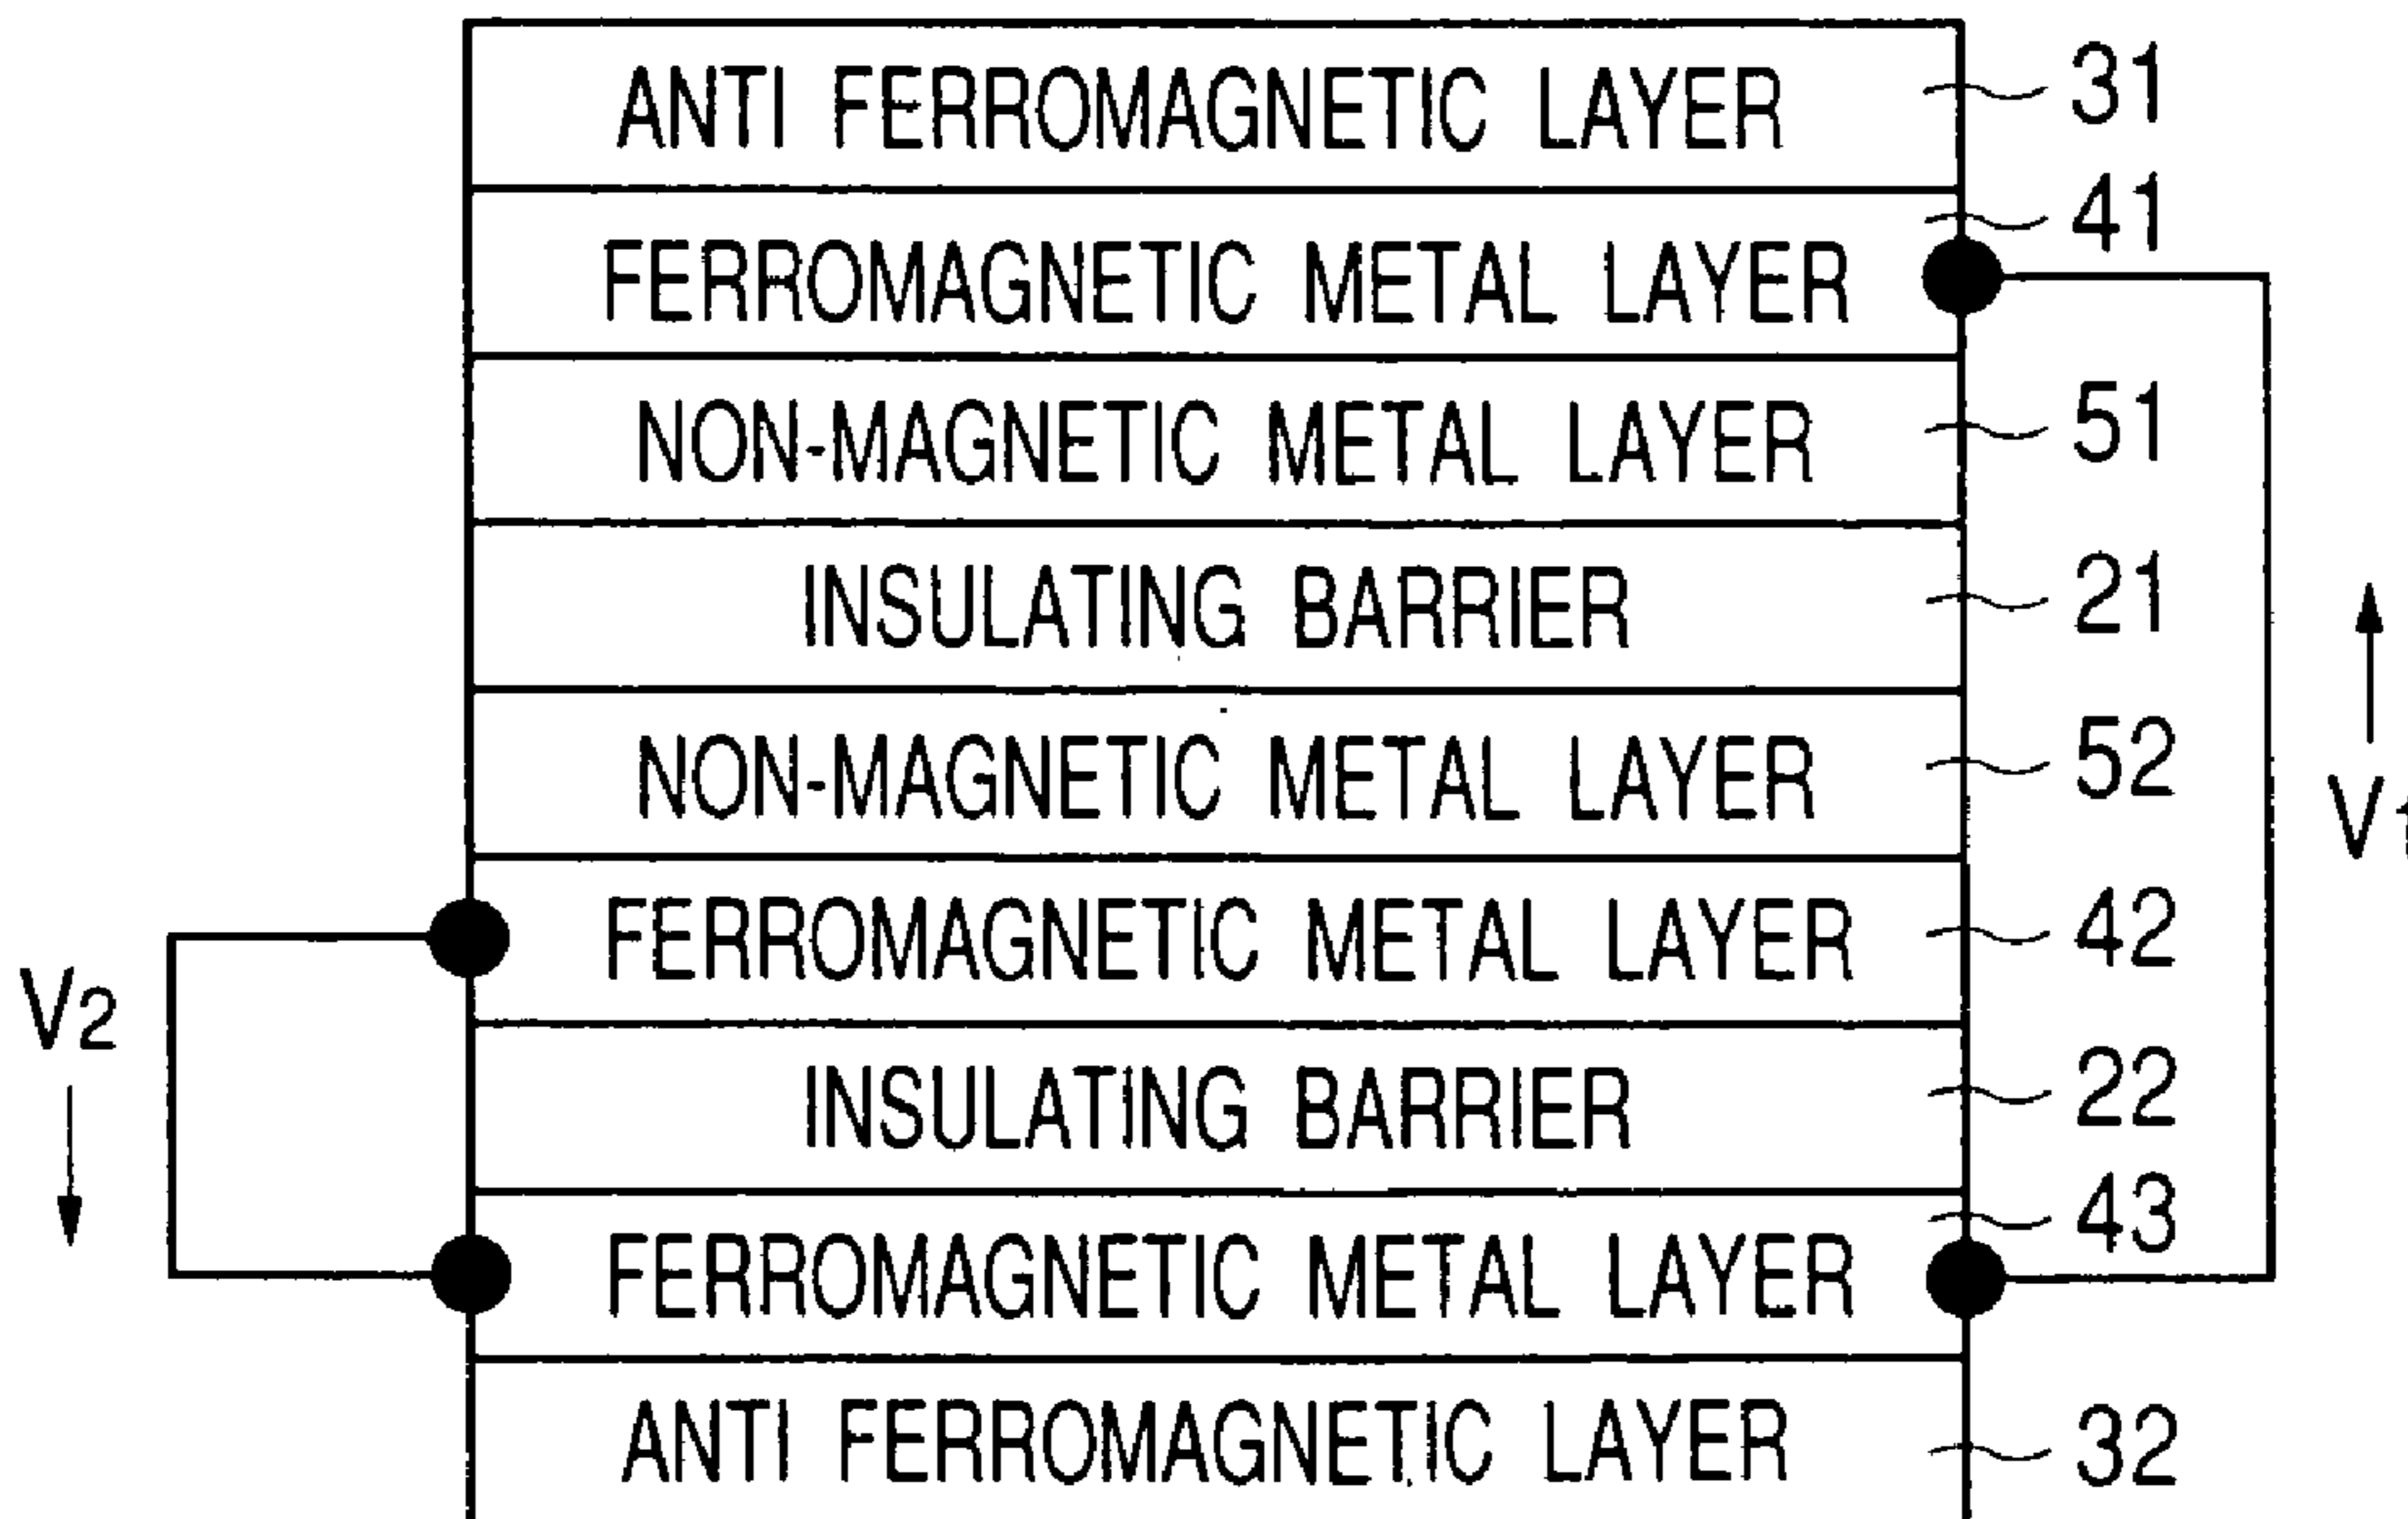 ANTI FERROMAGNETIC LAYER 31
FERROMAGNETIC METAL LAYER 41
NON-MAGNETIC METAL LAYER 51
INSULATING BARRIER 21
NON-MAGNETIC METAL LAYER 52
V1
FERROMAGNETIC METAL LAYER 42
V2
INSULATING BARRIER 22
FERROMAGNETIC METAL LAYER 43
ANTI FERROMAGNETIC LAYER 32